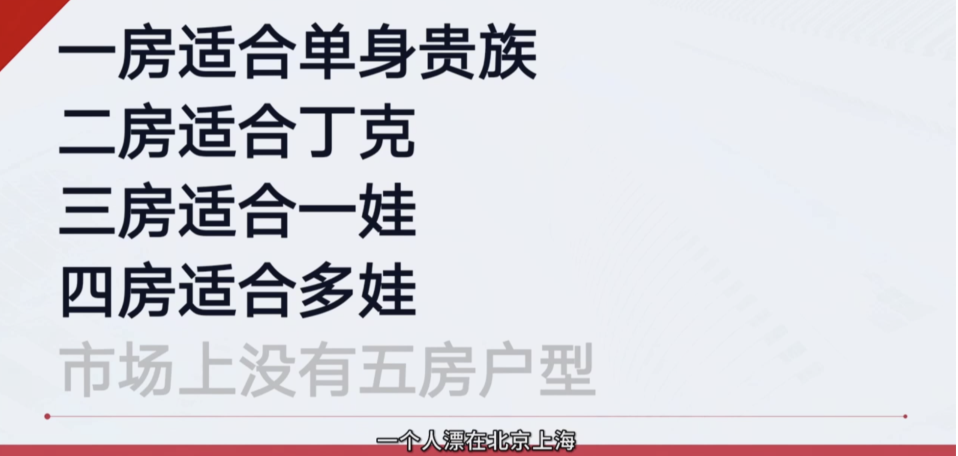 一房适合单身贵族
二房适合丁克
三房适合一娃
四房适合多娃
市场上没有五房户型
一个人漂在北京上海